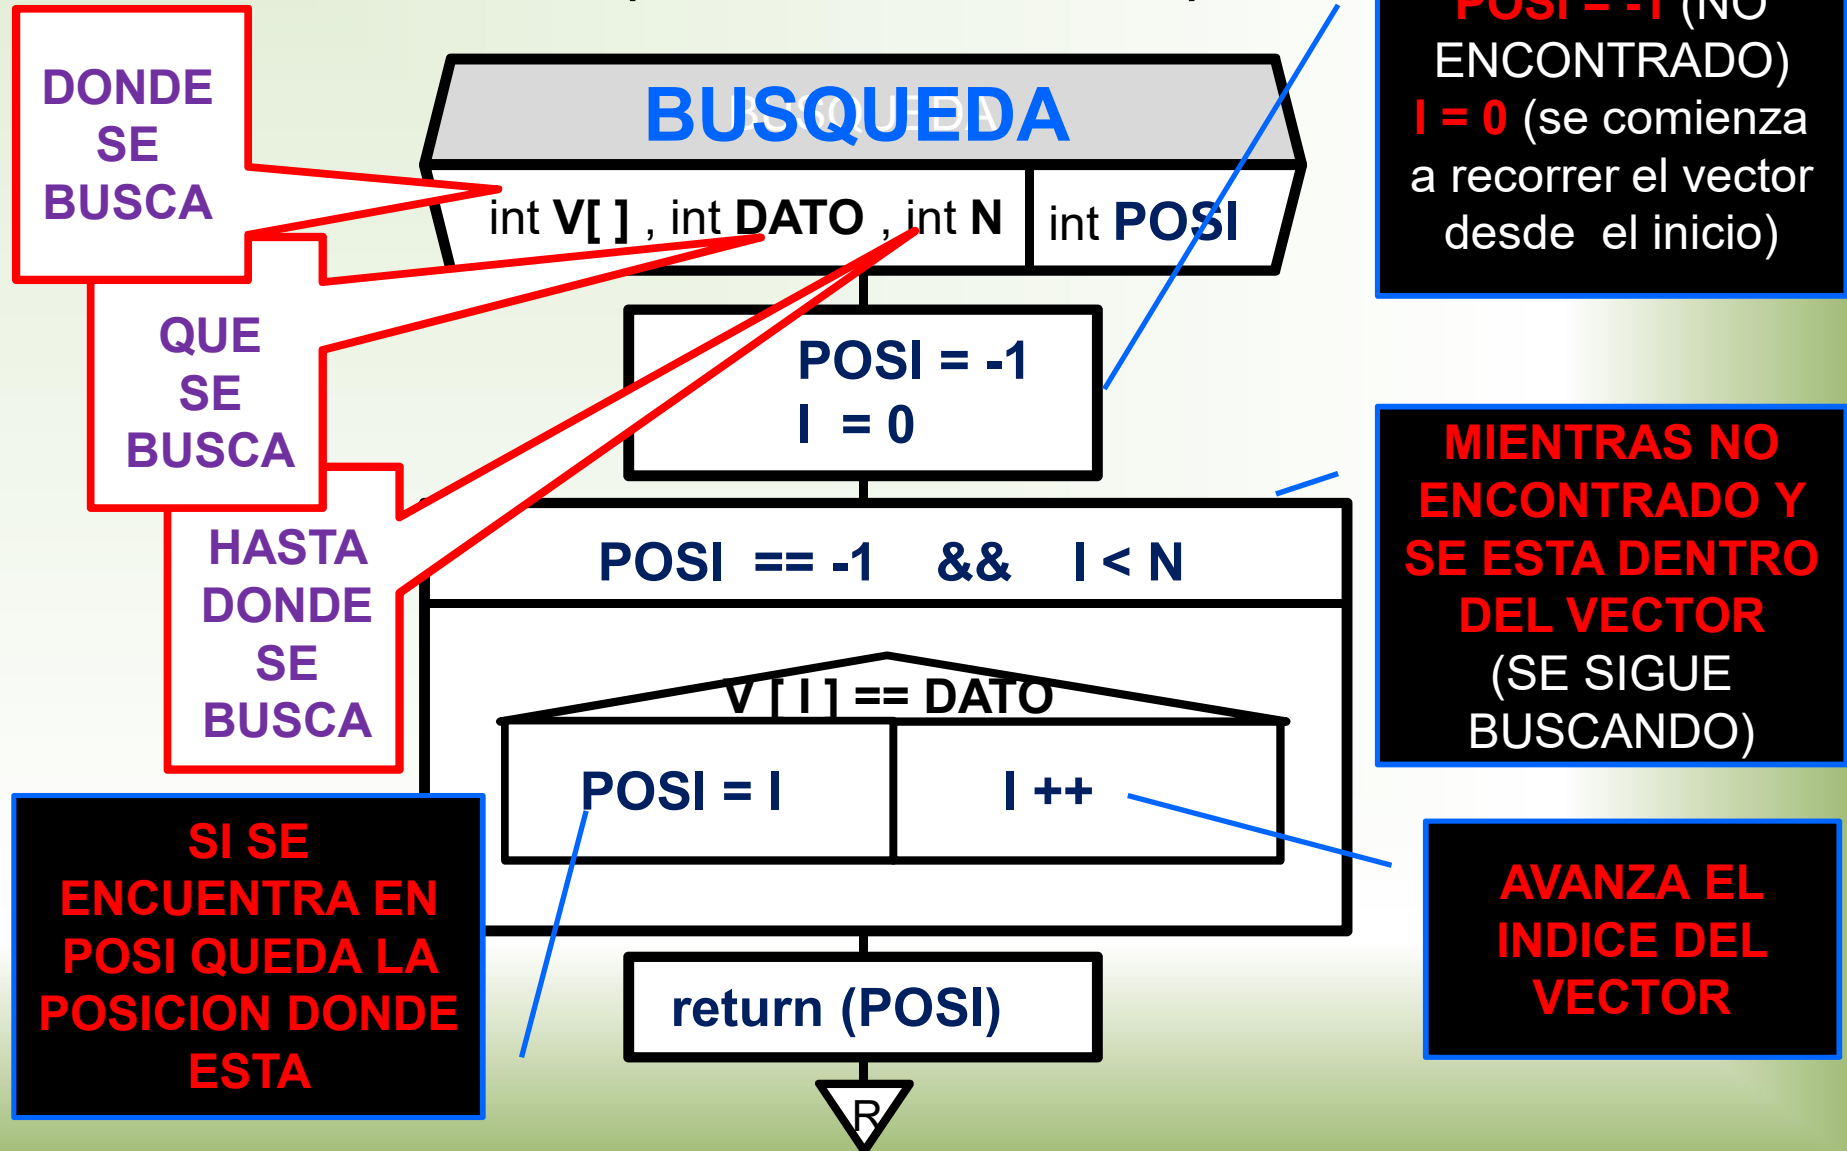 DONDE
SE
BUSCA
BUSQUEDA
BUSQUEDA
int V[ ] , int DATO , int N
int POSI
QUE
SE
BUSCA
HASTA
DONDE
SE
BUSCA
POSI = -1
I = 0
POSI = -1 (NO
ENCONTRADO)
I = 0 (se comienza
a recorrer el vector
desde el inicio)
POSI == -1 && I < N
MIENTRAS NO
ENCONTRADO Y
SE ESTA DENTRO
DEL VECTOR
(SE SIGUE
BUSCANDO)
V [ I ] == DATO
POSI = I
I ++
SI SE
ENCUENTRA EN
POSI QUEDA LA
POSICION DONDE
ESTA
AVANZA EL
INDICE DEL
VECTOR
return (POSI)
R